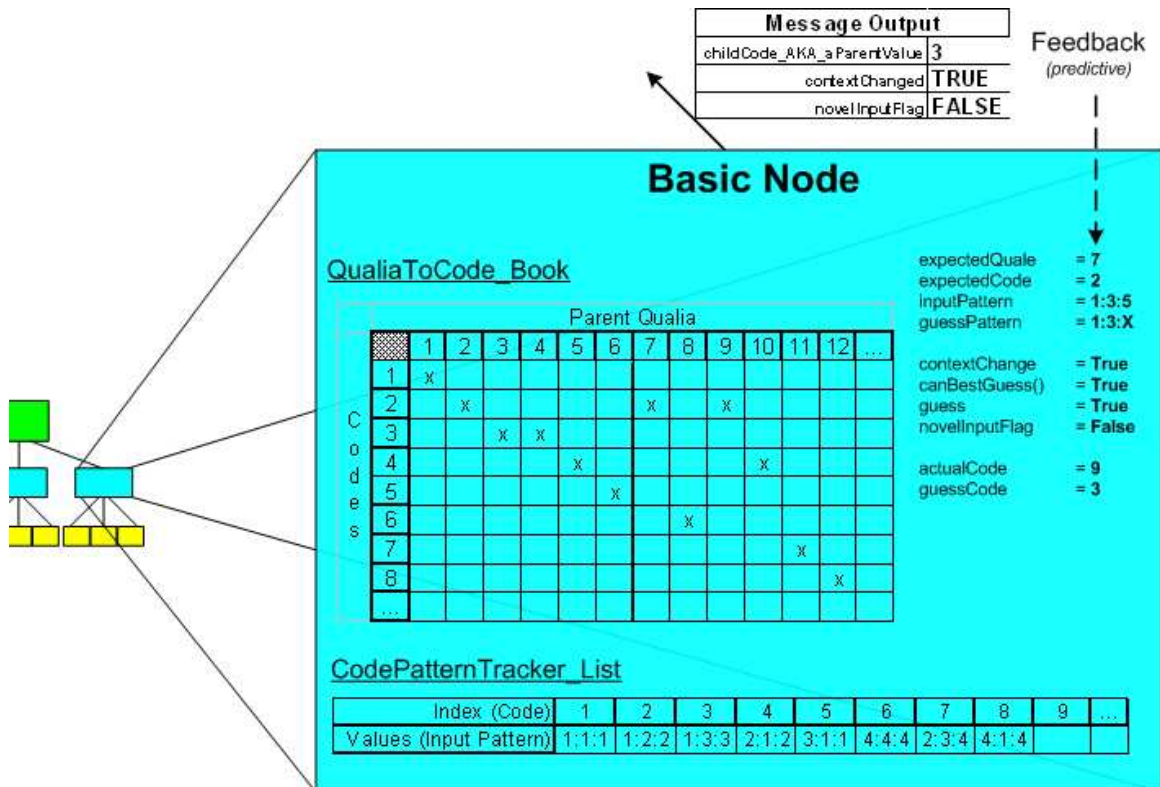 Message Output
childCode_AKA_aParentValue 3
contextChanged TRUE
novelInputFlag FALSE
Feedback
(predictive)
Basic Node
QualiaToCode_Book
Parent Qualia
1 2 3 4 5 6 7 8 9 10 11 12 ...
Codes
1 x
2 x x x
3 x x
4 x x
5 x
6 x
7 x
8 x
...
expectedQuale = 7
expectedCode = 2
inputPattern = 1:3:5
guessPattern = 1:3:X
contextChange = True
canBestGuess() = True
guess = True
novelInputFlag = False
actualCode = 9
guessCode = 3
CodePatternTracker_List
Index (Code) 1 2 3 4 5 6 7 8 9 ...
Values (Input Pattern) 1;1:1 1:2:2 1:3:3 2:1:2 3:1:1 4:4:4 2:3:4 4:1:4